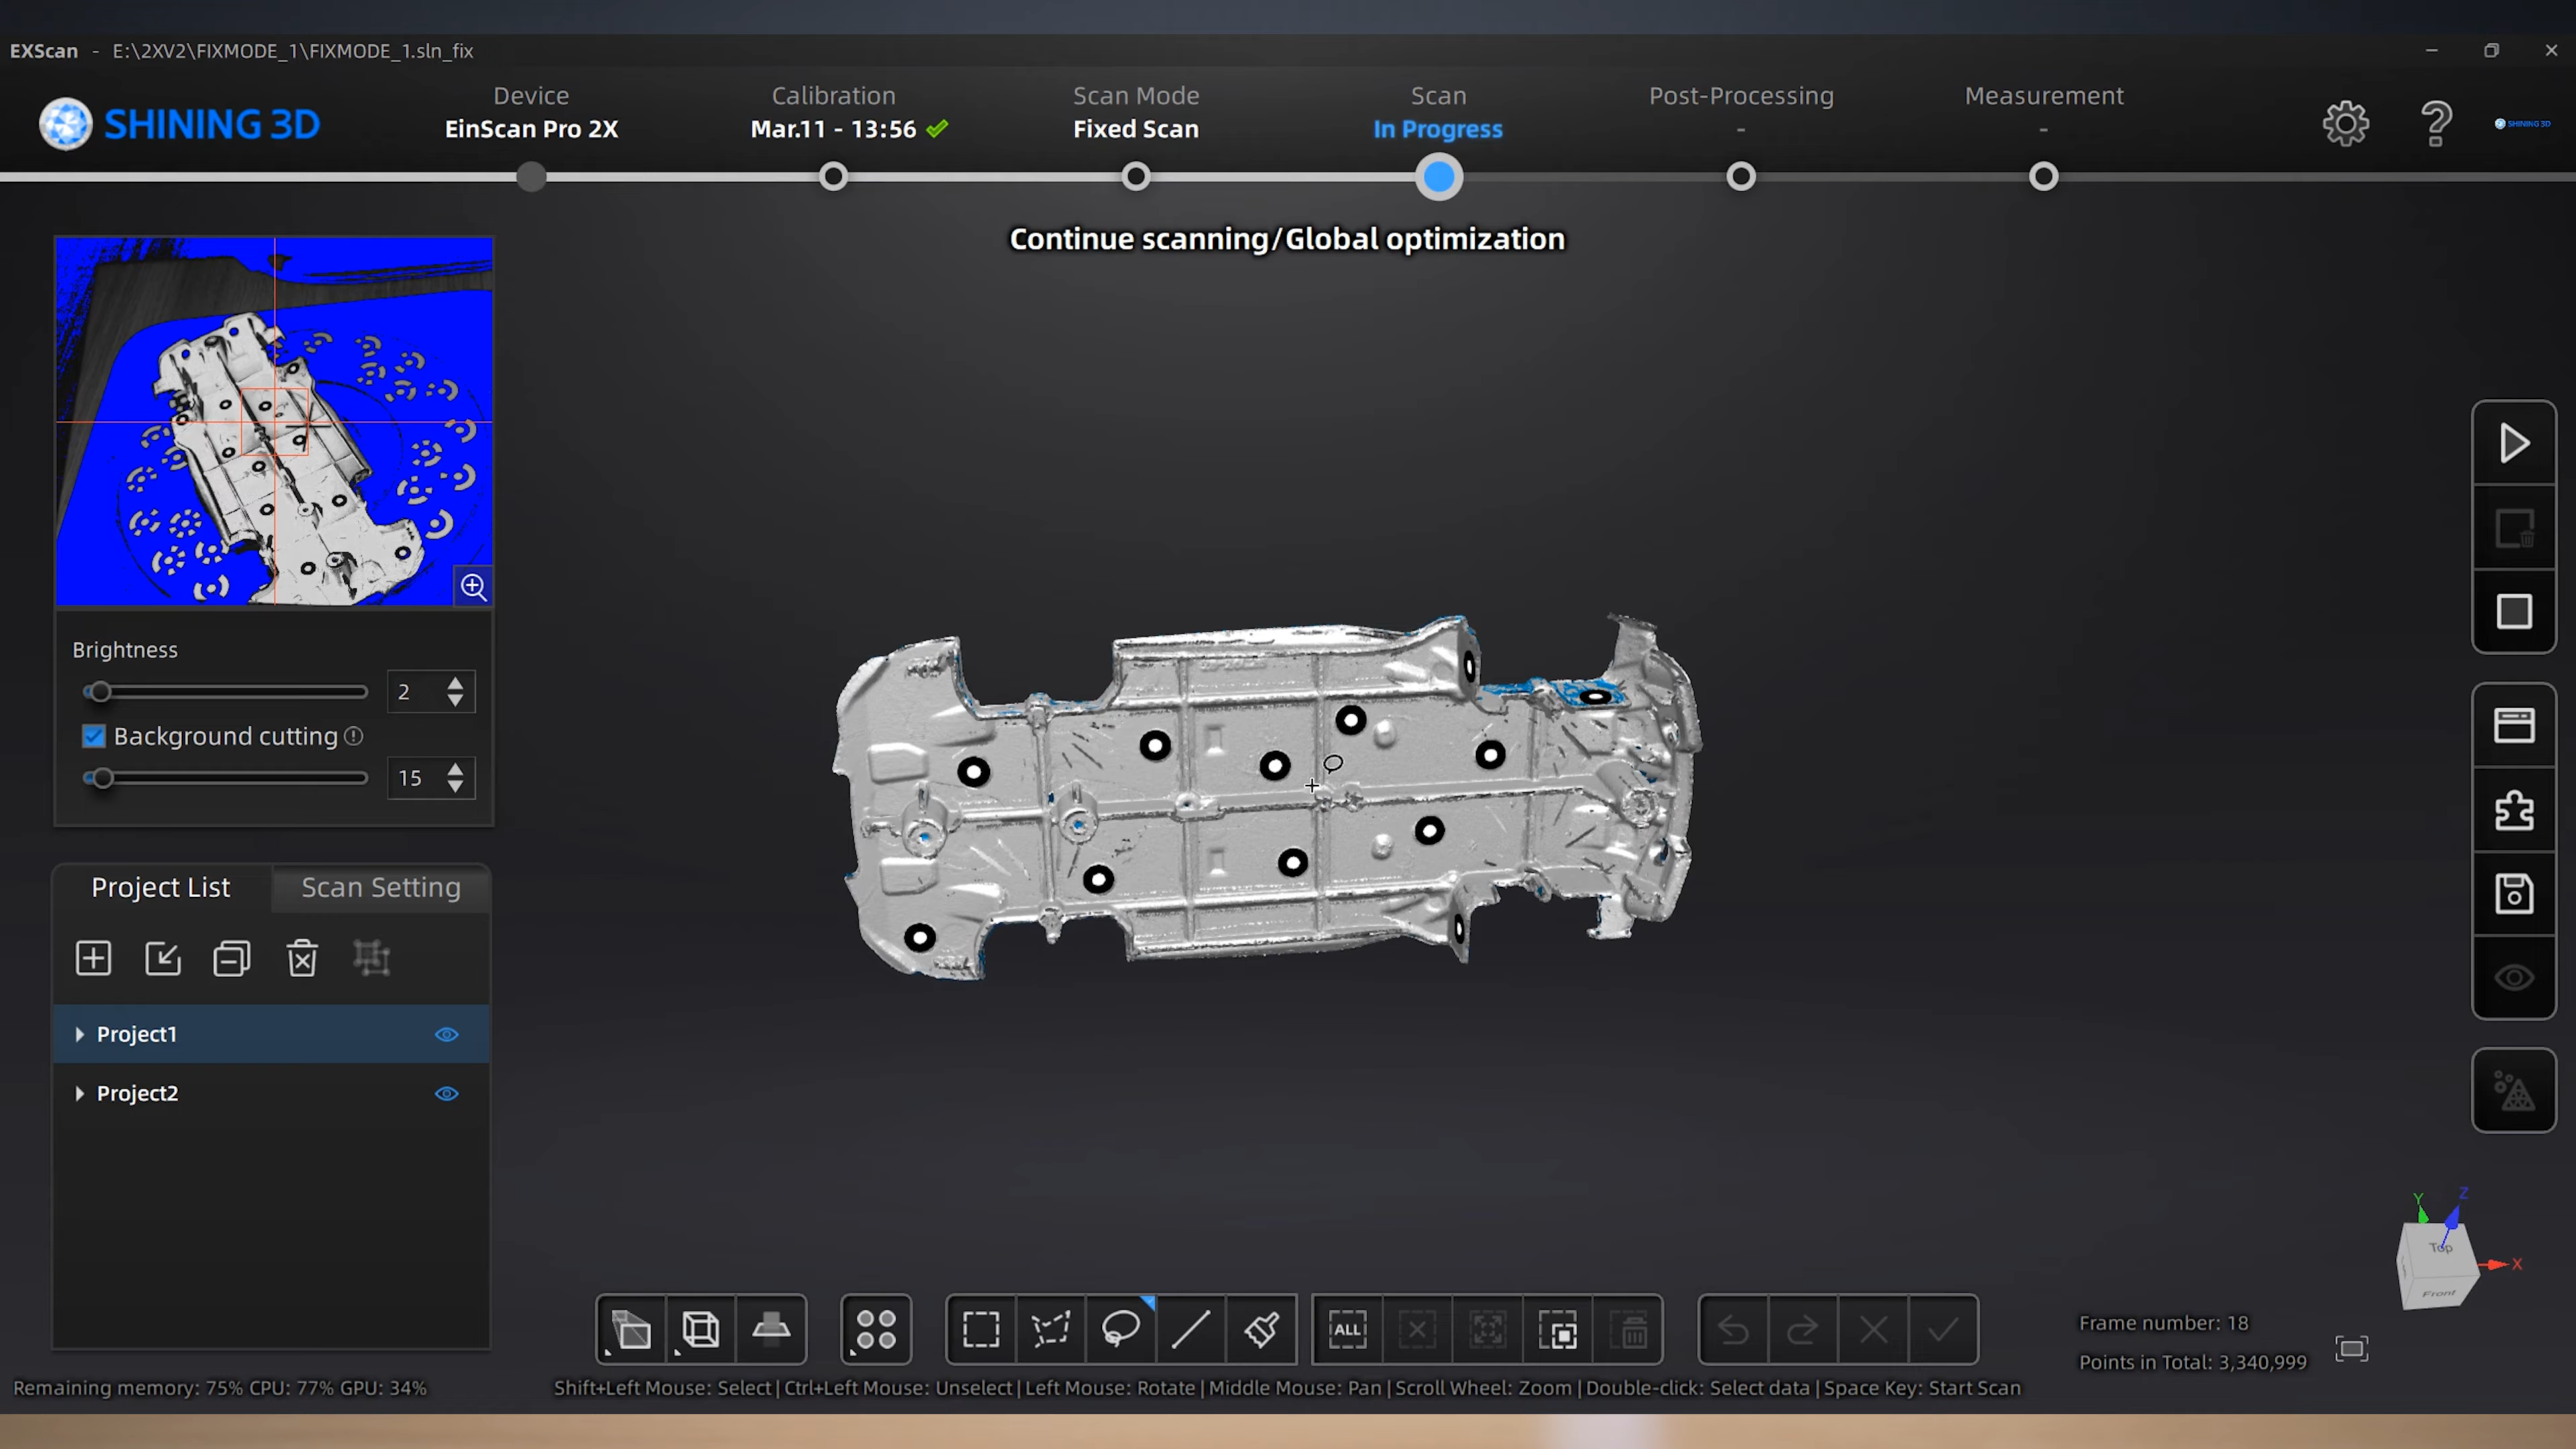 EXScan - E:\2XV2\FIXMODE_1\FIXMODE_1.sln_fix
SHINING 3D
Device
EinScan Pro 2X
Calibration
Mar.11 - 13:56
Scan Mode
Fixed Scan
Scan
In Progress
Post-Processing
-
Measurement
-
SHINING 3D
Continue scanning/Global optimization
Brightness
2
Background cutting
15
Project List
Scan Setting
Project1
Project2
ALL
Y
Z
X
Top
Front
Frame number: 18
Points in Total: 3,340,999
Remaining memory: 75% CPU: 77% GPU: 34%
Shift+Left Mouse: Select|Ctrl+Left Mouse: Unselect|Left Mouse: Rotate|Middle Mouse: Pan|Scroll Wheel: Zoom|Double-click: Select data|Space Key: Start Scan